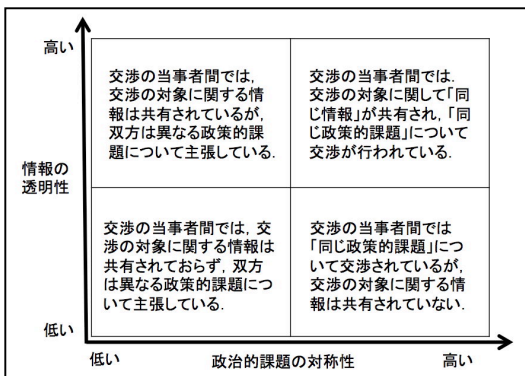 高い
交渉の当事者間では,
交渉の対象に関する情
報は共有されているが,
双方は異なる政策的課
題について主張している.
交渉の当事者間では.
交渉の対象に関して「同
じ情報」が共有され,「同
じ政策的課題」について
交渉が行われている.
情報の
透明性
交渉の当事者間では, 交
渉の対象に関する情報は
共有されておらず, 双方
は異なる政策的課題につ
いて主張している.
交渉の当事者間では
「同じ政策的課題」につ
いて交渉されているが,
交渉の対象に関する情
報は共有されていない.
低い
低い
政治的課題の対称性
高い